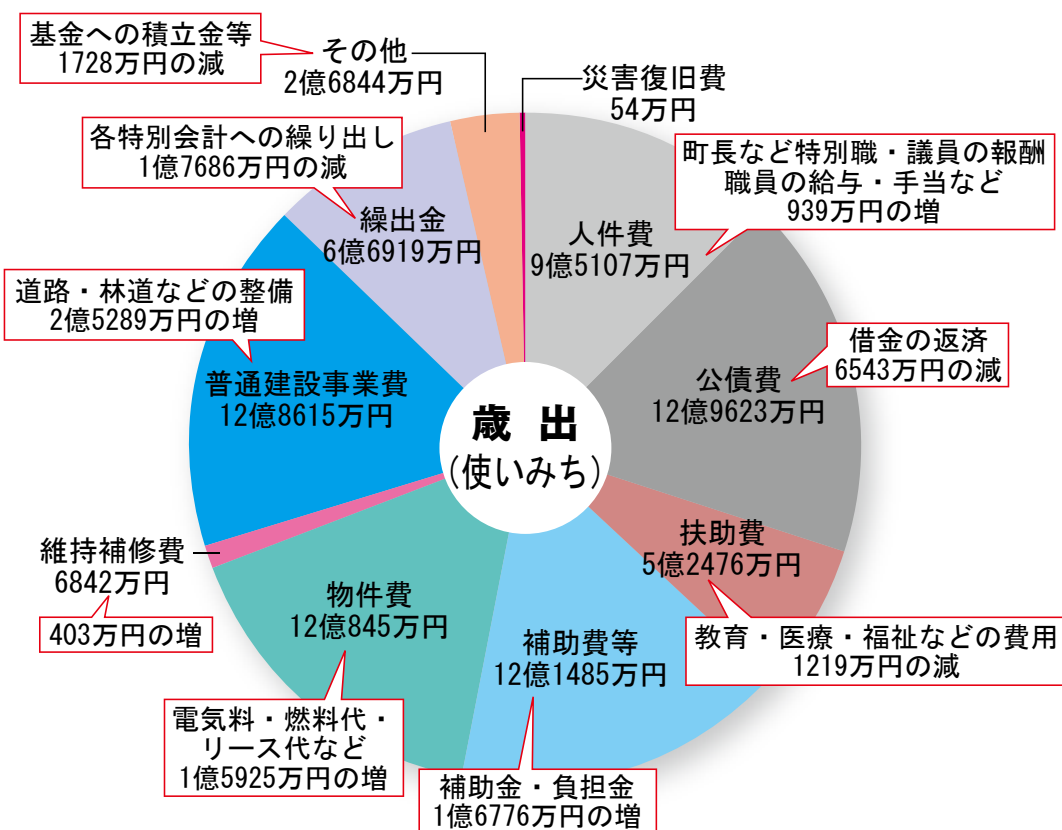 歳出
(使いみち)
災害復旧費
54万円
人件費
9億5107万円
町長など特別職・議員の報酬
職員の給与・手当など
939万円の増
公債費
12億9623万円
借金の返済
6543万円の減
扶助費
5億2476万円
教育・医療・福祉などの費用
1219万円の減
補助費等
12億1485万円
補助金・負担金
1億6776万円の増
物件費
12億845万円
電気料・燃料代・
リース代など
1億5925万円の増
維持補修費
6842万円
403万円の増
普通建設事業費
12億8615万円
道路・林道などの整備
2億5289万円の増
繰出金
6億6919万円
各特別会計への繰り出し
1億7686万円の減
その他
2億6844万円
基金への積立金等
1728万円の減